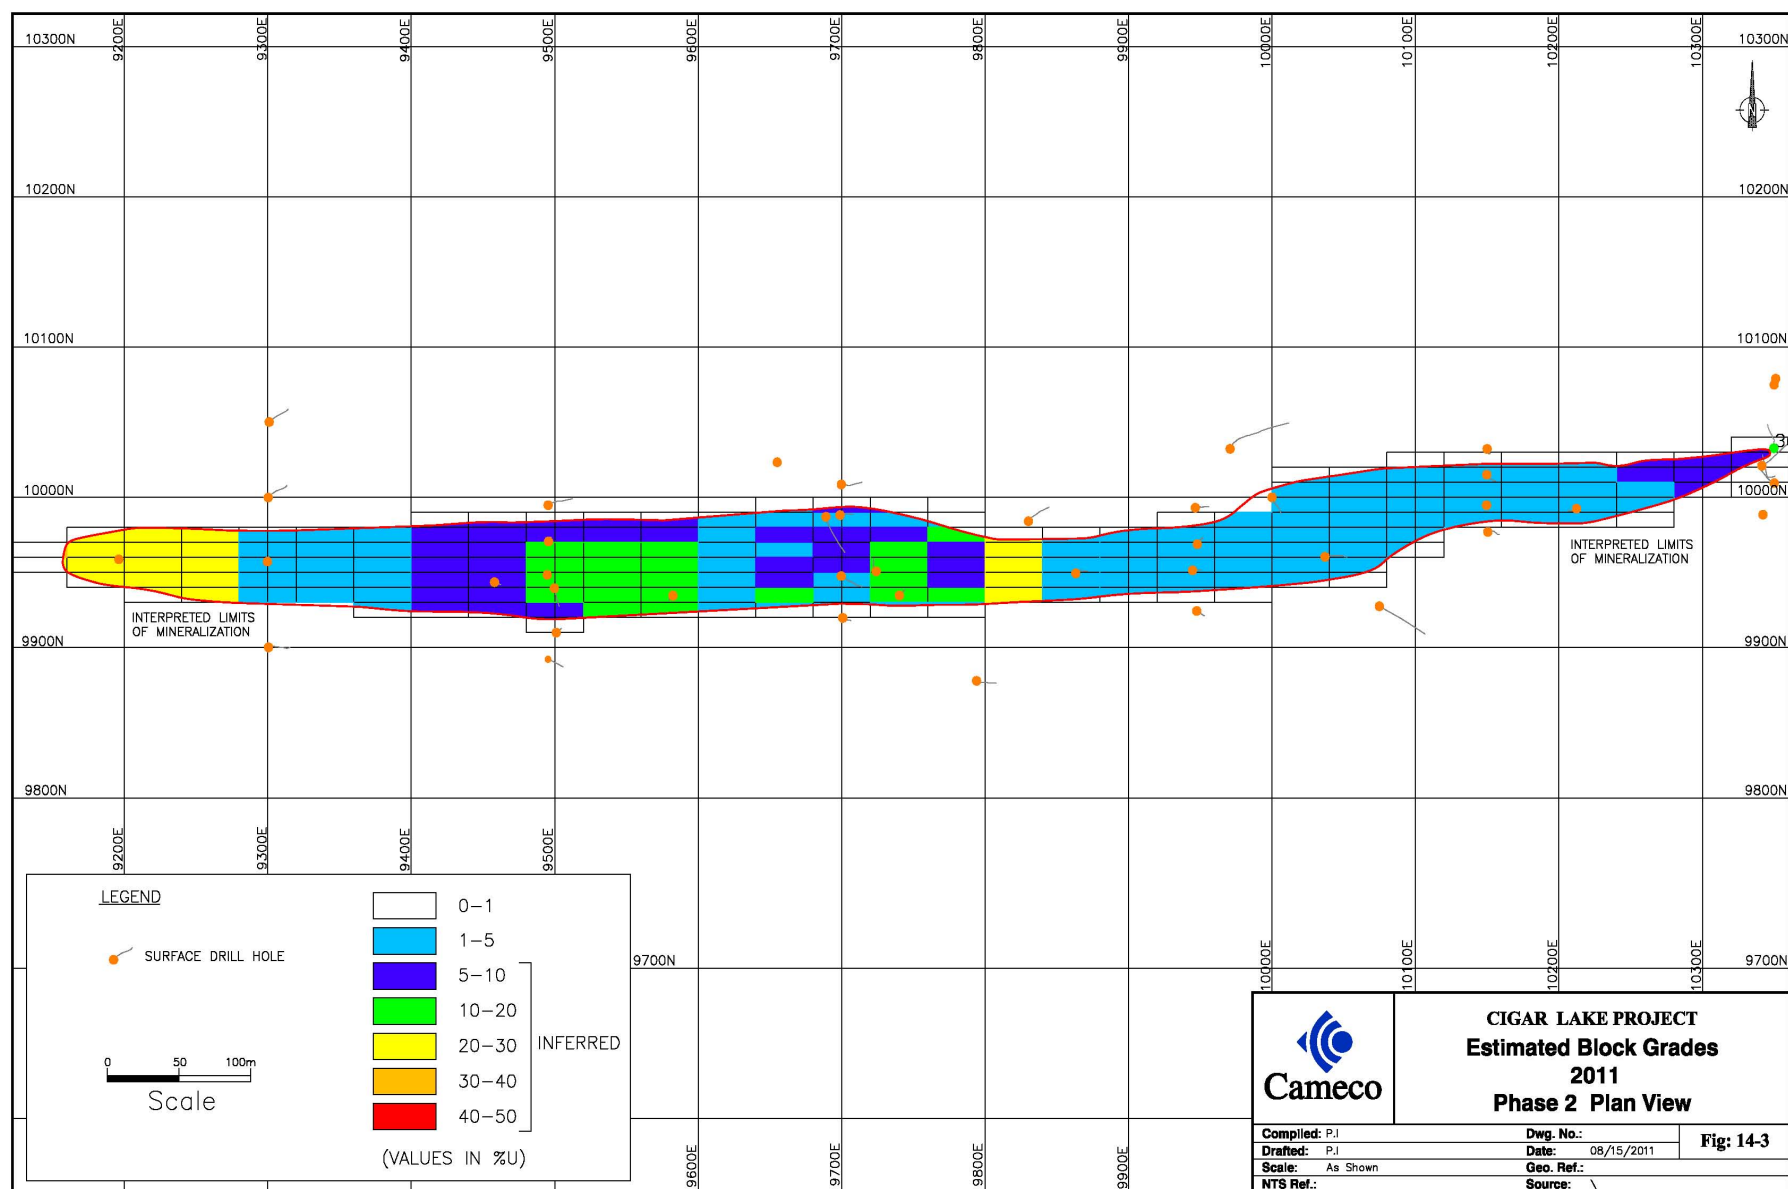 9200E
9300E
9400E
9500E
9600E
9700E
9800E
9900E
10000E
10100E
10200E
10300E
10300N
10300N
10200N
10200N
10100N
10100N
10000N
10000N
INTERPRETED LIMITS
OF MINERALIZATION
INTERPRETED LIMITS
OF MINERALIZATION
9900N
9900N
9800N
9800N
9200E
9300E
9400E
9500E
LEGEND
SURFACE DRILL HOLE
0 50 100m
Scale
0-1
1-5
5-10
10-20
20-30
30-40
40-50
INFERRED
(VALUES IN %U)
9700N
9700N
10000E
10100E
10200E
10300E
9600E
9700E
9800E
9900E
Cameco
CIGAR LAKE PROJECT
Estimated Block Grades
2011
Phase 2 Plan View
Compiled: P.I
Drafted: P.I
Scale: As Shown
NTS Ref.:
Dwg. No.:
Date: 08/15/2011
Geo. Ref.:
Source: \
Fig: 14-3